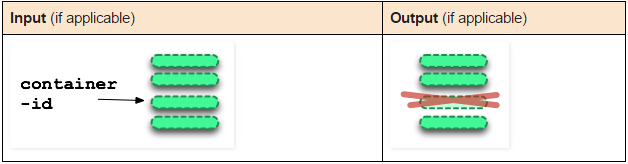 Input (if applicable)
Output (if applicable)
container
-id